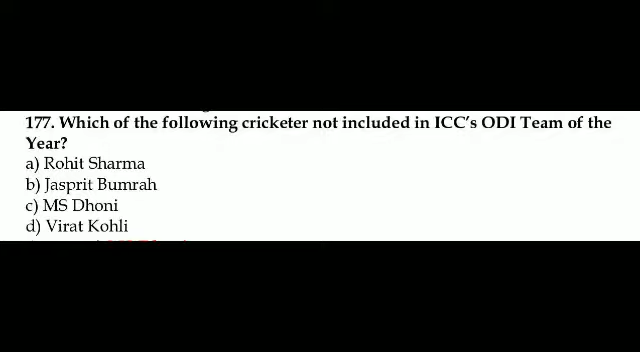 177. Which of the following cricketer not included in ICC's ODI Team of the
Year?
a) Rohit Sharma
b) Jasprit Bumrah
c) MS Dhoni
d) Virat Kohli